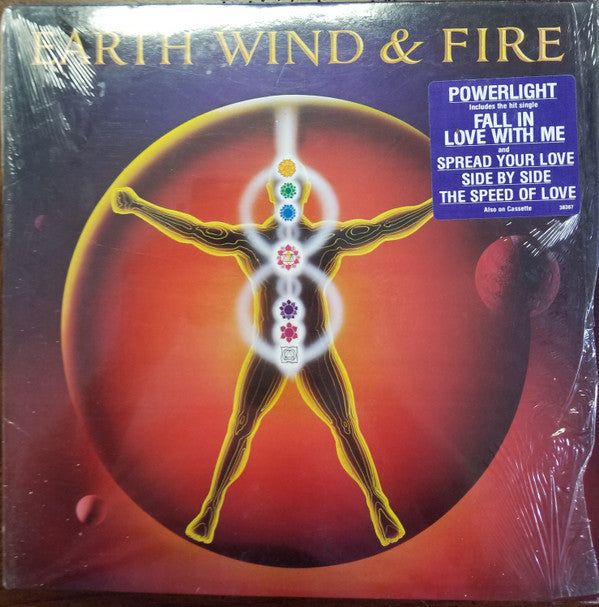 EARTH WIND & FIRE
POWERLIGHT
Includes the hit single
FALL IN
LOVE WITH ME
and
SPREAD YOUR LOVE
SIDE BY SIDE
THE SPEED OF LOVE
Also on Cassette
38367